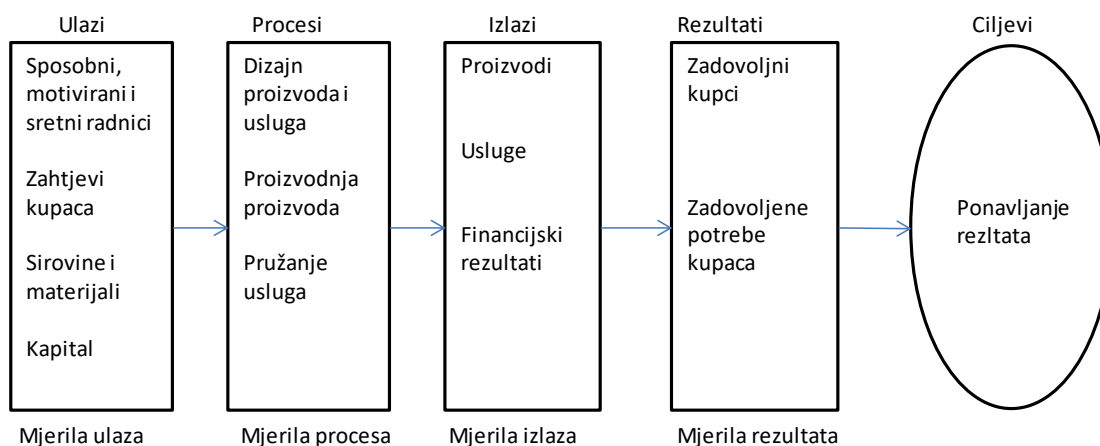 Ulazi
Sposobni,
motivirani i
sretni radnici
Zahtjevi
kupaca
Sirovine i
materijali
Kapital
Mjerila ulaza
Procesi
Dizajn
proizvoda i
usluga
Proizvodnja
proizvoda
Pružanje
usluga
Mjerila procesa
Izlazi
Proizvodi
Usluge
Financijski
rezultati
Mjerila izlaza
Rezultati
Zadovoljni
kupci
Zadovoljene
potrebe
kupaca
Mjerila rezultata
Ciljevi
Ponavljanje
rezltata